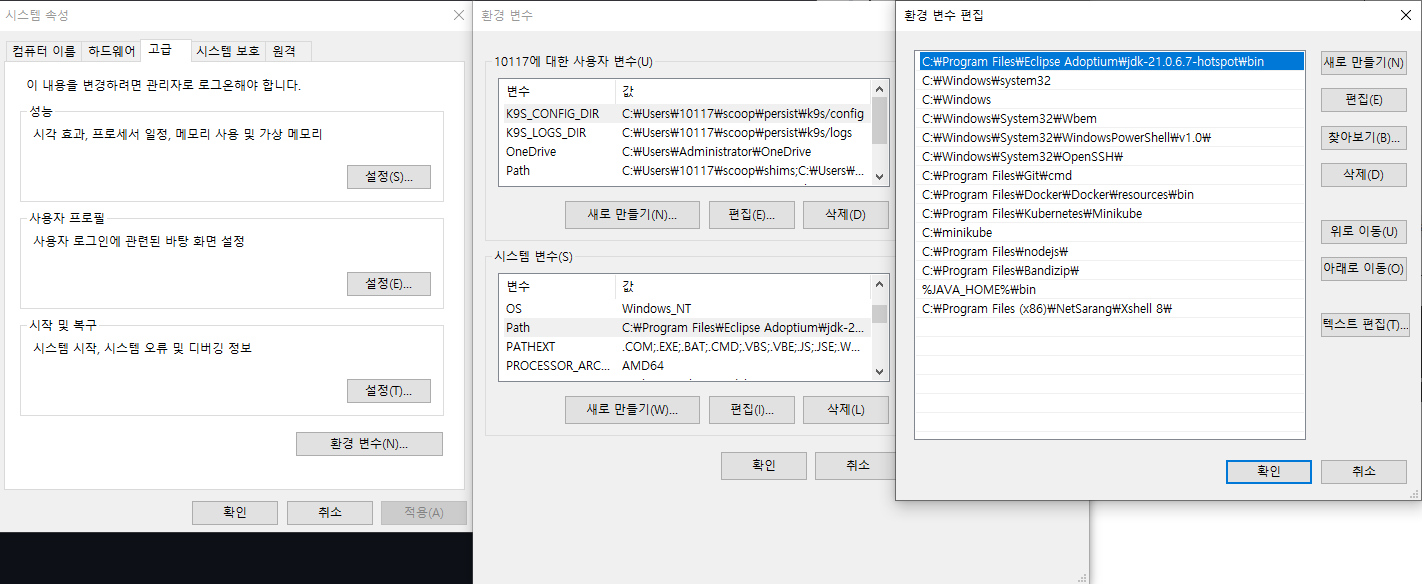 시스템 속성
컴퓨터 이름 하드웨어 고급 시스템 보호 원격
이 내용을 변경하려면 관리자로 로그온해야 합니다.
성능
시각 효과, 프로세서 일정, 메모리 사용 및 가상 메모리
설정(S)...
사용자 프로필
사용자 로그인에 관련된 바탕 화면 설정
설정(E)...
시작 및 복구
시스템 시작, 시스템 오류 및 디버깅 정보
설정(T)...
환경 변수(N)...
확인 취소 적용(A)
환경 변수
10117에 대한 사용자 변수(U)
변수 값
K9S_CONFIG_DIR C:₩Users₩10117₩scoop₩persist₩k9s/config
K9S_LOGS_DIR C:₩Users₩10117₩scoop₩persist₩k9s/logs
OneDrive C:₩Users₩Administrator₩OneDrive
Path C:₩Users₩10117₩scoop₩shims;C:₩Users₩...
새로 만들기(N)... 편집(E)... 삭제(D)
시스템 변수(S)
변수 값
OS Windows_NT
Path C:₩Program Files₩Eclipse Adoptium₩jdk-2...
PATHEXT .COM;.EXE;.BAT;.CMD;.VBS;.VBE;.JS;.JSE;.W...
PROCESSOR_ARC... AMD64
새로 만들기(W)... 편집(I)... 삭제(L)
확인 취소
환경 변수 편집
C:₩Program Files₩Eclipse Adoptium₩jdk-21.0.6.7-hotspot₩bin
C:₩Windows₩system32
C:₩Windows
C:₩Windows₩System32₩Wbem
C:₩Windows₩System32₩WindowsPowerShell₩v1.0₩
C:₩Windows₩System32₩OpenSSH₩
C:₩Program Files₩Git₩cmd
C:₩Program Files₩Docker₩Docker₩resources₩bin
C:₩Program Files₩Kubernetes₩Minikube
C:₩minikube
C:₩Program Files₩nodejs₩
C:₩Program Files₩Bandizip₩
%JAVA_HOME%₩bin
C:₩Program Files (x86)₩NetSarang₩Xshell 8₩
새로 만들기(N)
편집(E)
찾아보기(B)...
삭제(D)
위로 이동(U)
아래로 이동(O)
텍스트 편집(T)...
확인 취소